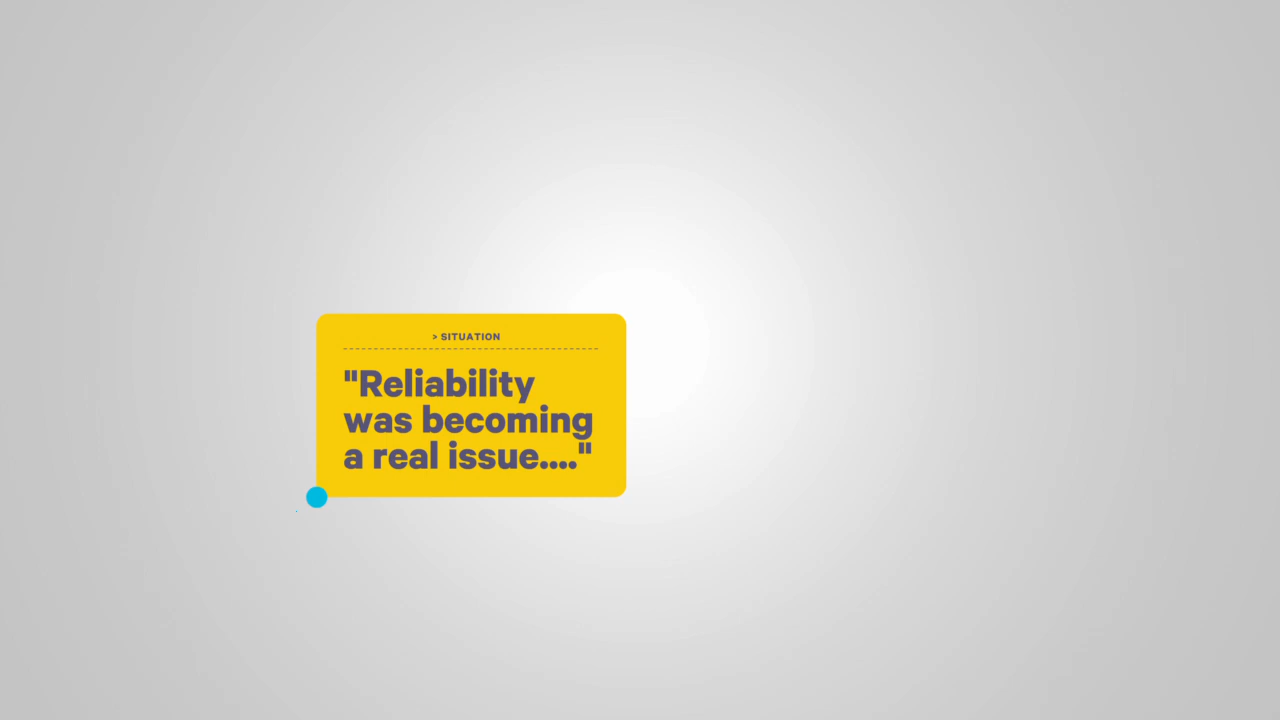 > SITUATION
"Reliability
was becoming
a real issue...."